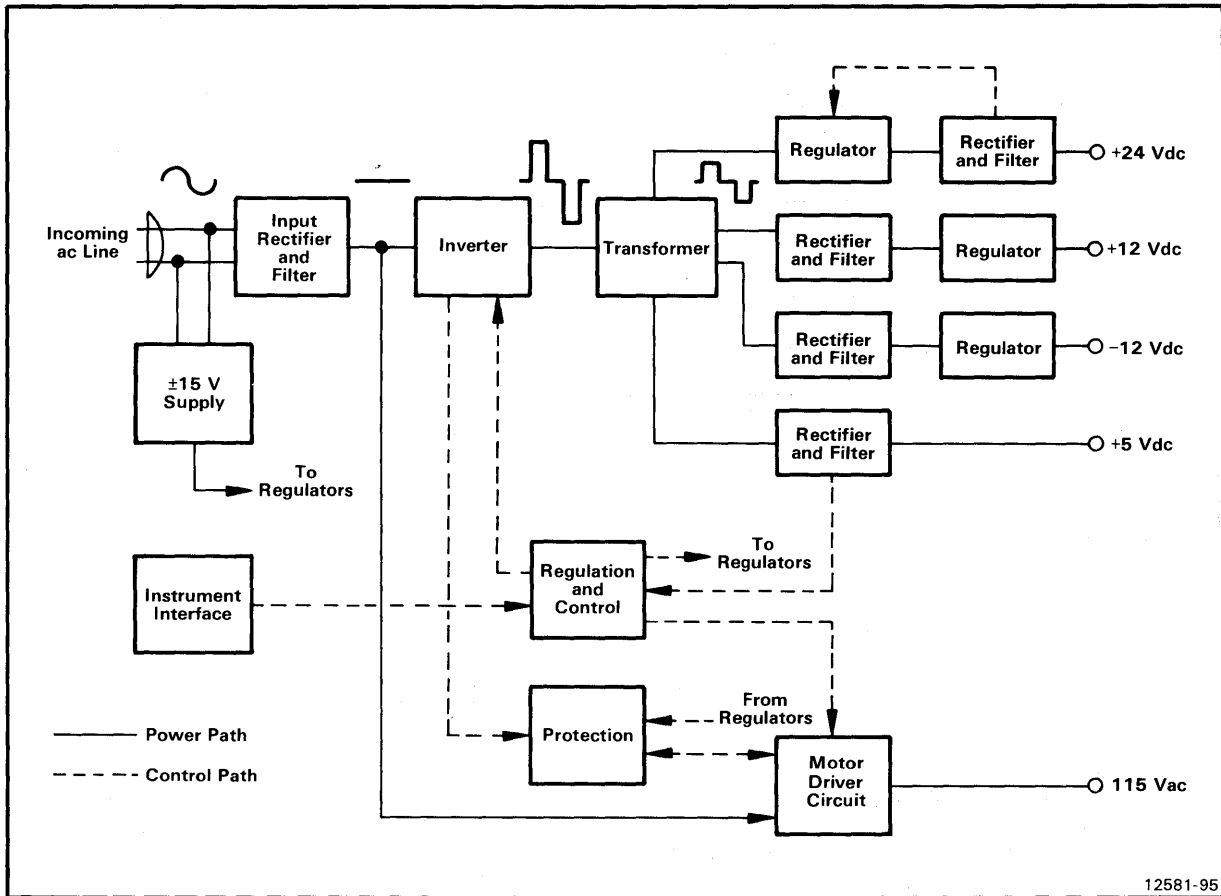 Incoming
ac Line
Input
Rectifier
and
Filter
Inverter
Transformer
Regulator
Rectifier
and Filter
+24 Vdc
Rectifier
and Filter
Regulator
+12 Vdc
Rectifier
and Filter
Regulator
-12 Vdc
Rectifier
and Filter
+5 Vdc
±15 V
Supply
To
Regulators
Instrument
Interface
Regulation
and
Control
To
Regulators
Protection
From
Regulators
Motor
Driver
Circuit
115 Vac
Power Path
Control Path
12581-95